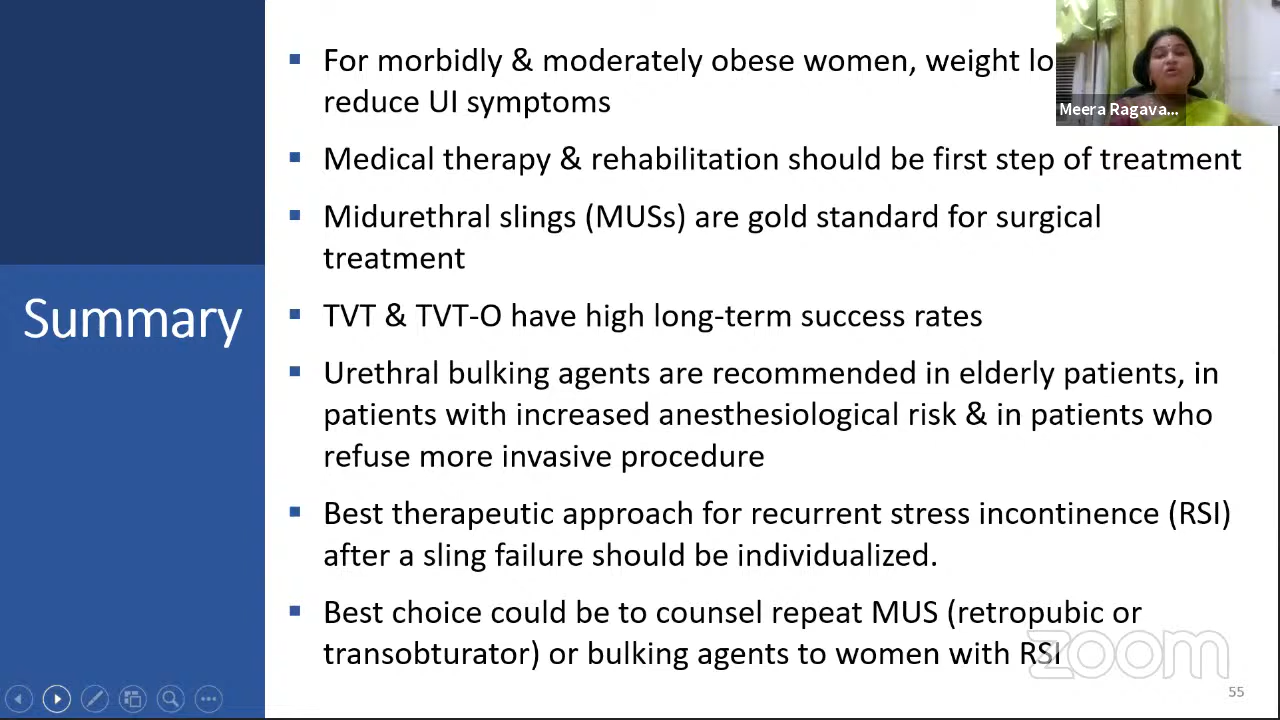 Summary
▪ For morbidly & moderately obese women, weight
reduce UI symptoms
▪ Medical therapy & rehabilitation should be first step of treatment
▪ Midurethral slings (MUSs) are gold standard for surgical
treatment
▪ TVT & TVT-O have high long-term success rates
▪ Urethral bulking agents are recommended in elderly patients, in
patients with increased anesthesiological risk & in patients who
refuse more invasive procedure
▪ Best therapeutic approach for recurrent stress incontinence (RSI)
after a sling failure should be individualized.
▪ Best choice could be to counsel repeat MUS (retropubic or
transobturator) or bulking agents to women with RSI
Meera Ragava...
zoom
55